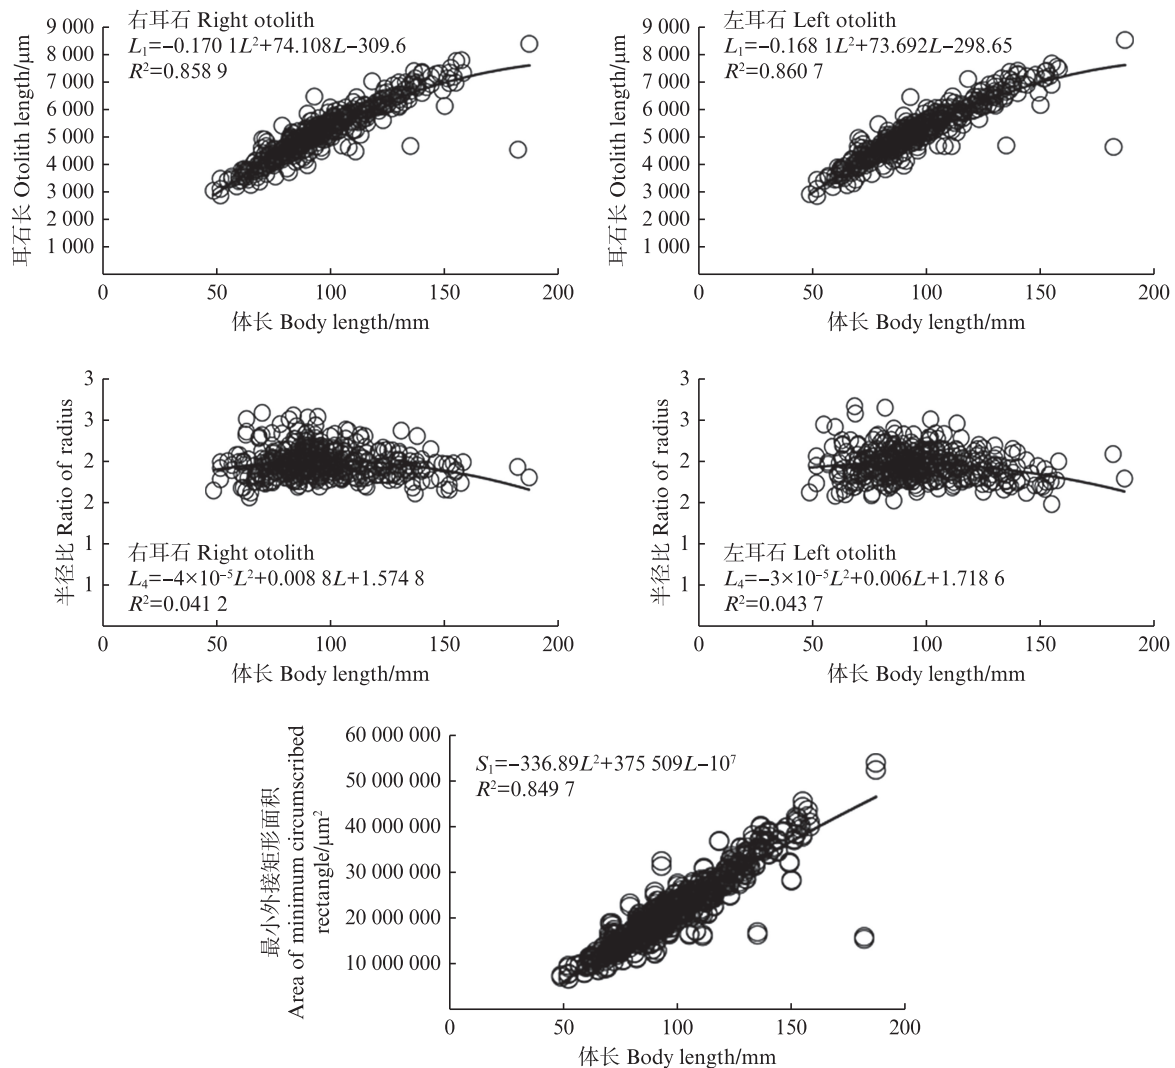 右耳石 Right otolith
L₁=−0.170 1L²+74.108L−309.6
R²=0.858 9
耳石长 Otolith length/μm
9 000
8 000
7 000
6 000
5 000
4 000
3 000
2 000
1 000
0 50 100 150 200
体长 Body length/mm
左耳石 Left otolith
L₁=−0.168 1L²+73.692L−298.65
R²=0.860 7
耳石长 Otolith length/μm
9 000
8 000
7 000
6 000
5 000
4 000
3 000
2 000
1 000
0 50 100 150 200
体长 Body length/mm
半径比 Ratio of radius
3
3
2
2
1
1
右耳石 Right otolith
L₄=−4×10⁻⁵L²+0.008 8L+1.574 8
R²=0.041 2
0 50 100 150 200
体长 Body length/mm
半径比 Ratio of radius
3
3
2
2
1
1
左耳石 Left otolith
L₄=−3×10⁻⁵L²+0.006L+1.718 6
R²=0.043 7
0 50 100 150 200
体长 Body length/mm
最小外接矩形面积
Area of minimum circumscribed
rectangle/μm²
60 000 000
50 000 000
40 000 000
30 000 000
20 000 000
10 000 000
S₁=−336.89L²+375 509L−10⁷
R²=0.849 7
0 50 100 150 200
体长 Body length/mm